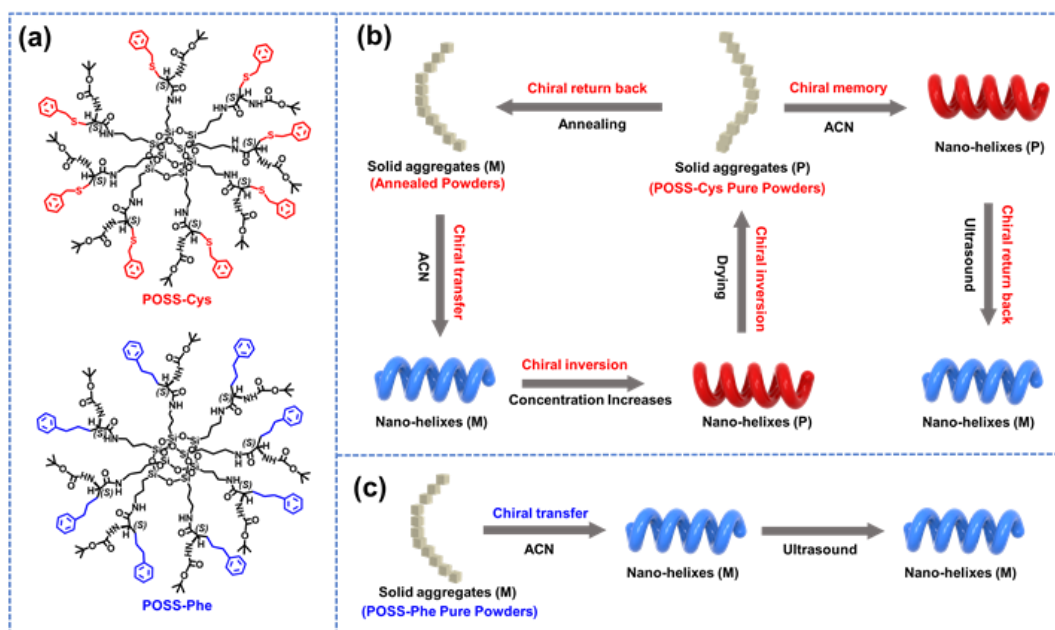 (a)
POSS-Cys
POSS-Phe
(b)
Chiral return back
Annealing
Chiral memory
ACN
Solid aggregates (M)
(Annealed Powders)
Solid aggregates (P)
(POSS-Cys Pure Powders)
Nano-helixes (P)
Chiral transfer
ACN
Chiral inversion
Drying
Chiral return back
Ultrasound
Chiral inversion
Concentration Increases
Nano-helixes (M)
Nano-helixes (P)
Nano-helixes (M)
(c)
Chiral transfer
ACN
Ultrasound
Solid aggregates (M)
(POSS-Phe Pure Powders)
Nano-helixes (M)
Nano-helixes (M)